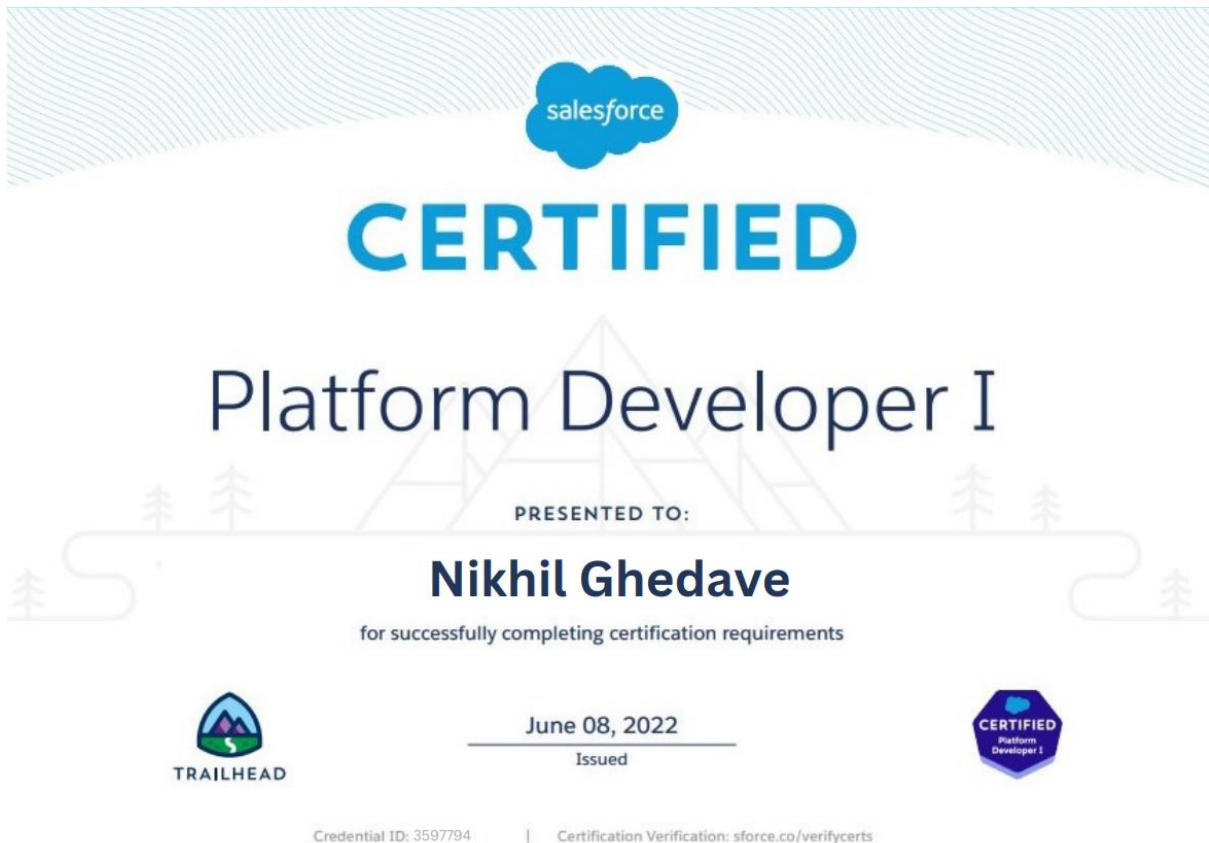 salesforce
CERTIFIED
Platform Developer I
PRESENTED TO:
Nikhil Ghedave
for successfully completing certification requirements
June 08, 2022
Issued
TRAILHEAD
CERTIFIED
Platform
Developer I
Credential ID: 3597794 | Certification Verification: sforce.co/verifycerts